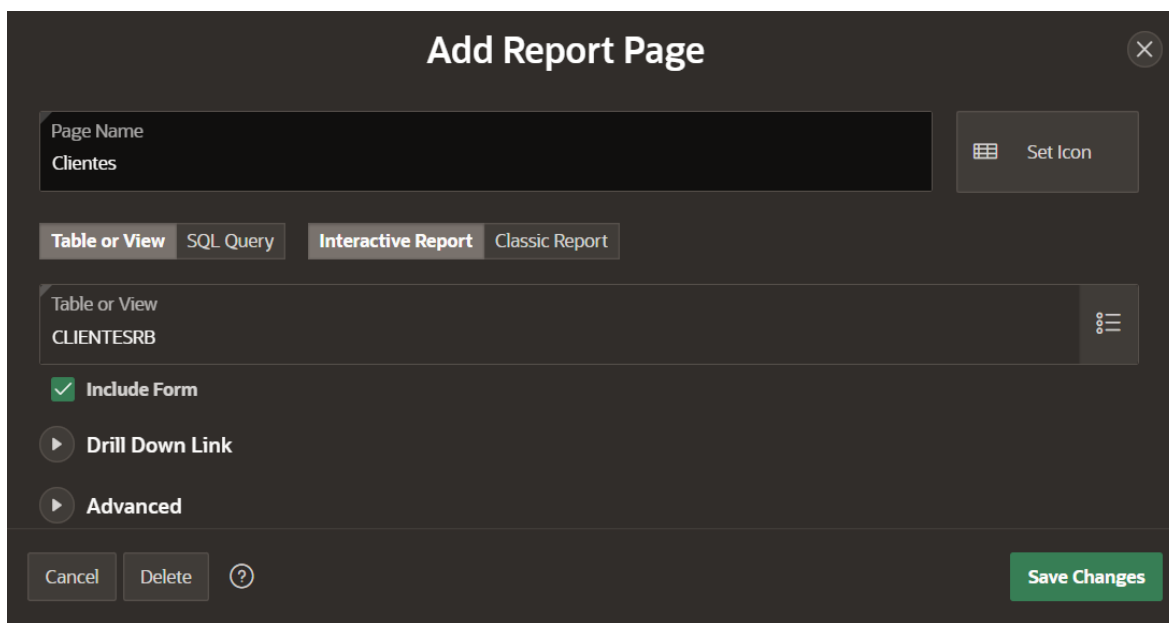 Add Report Page
Page Name
Clientes
Set Icon
Table or View SQL Query Interactive Report Classic Report
Table or View
CLIENTESRB
Include Form
Drill Down Link
Advanced
Cancel Delete ? Save Changes